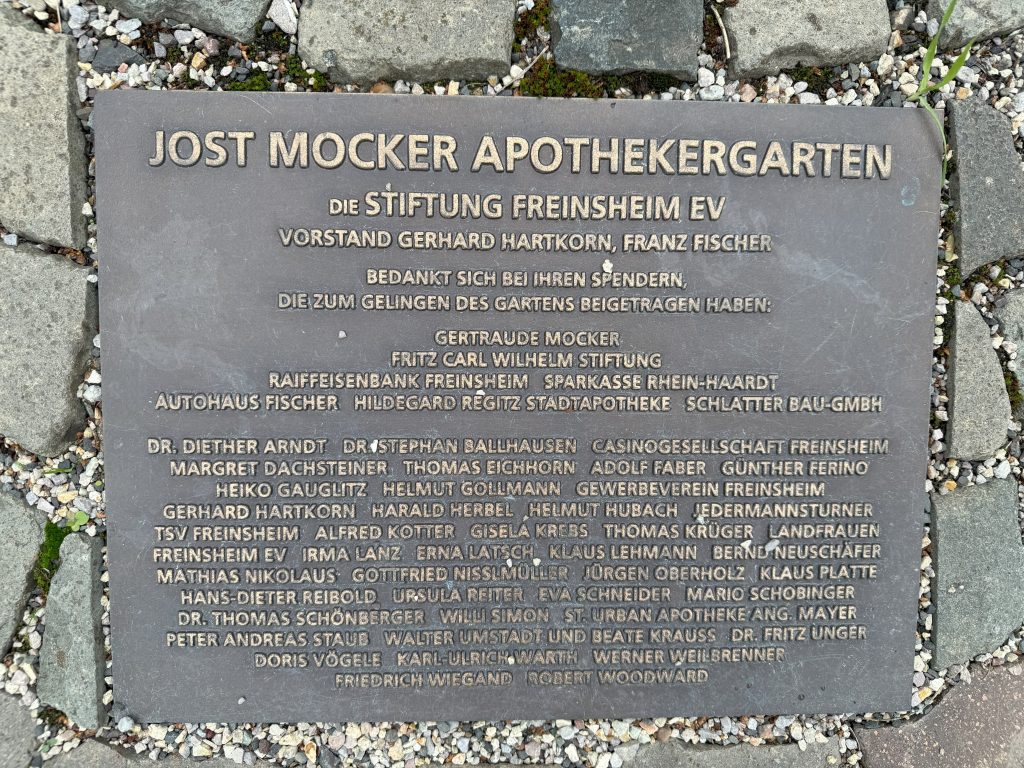 JOST MOCKER APOTHEKERGARTEN
DIE STIFTUNG FREINSHEIM EV
VORSTAND GERHARD HARTKORN, FRANZ FISCHER
BEDANKT SICH BEI IHREN SPENDERN,
DIE ZUM GELINGEN DES GARTENS BEIGETRAGEN HABEN:
GERTRAUDE MOCKER
FRITZ CARL WILHELM STIFTUNG
RAIFFEISENBANK FREINSHEIM SPARKASSE RHEIN-HAARDT
AUTOHAUS FISCHER HILDEGARD REGITZ STADTAPOTHEKE SCHLATTER BAU-GMBH
DR. DIETHER ARNDT DR. STEPHAN BALLHAUSEN CASINOGESELLSCHAFT FREINSHEIM
MARGRET DACHSTEINER THOMAS EICHHORN ADOLF FABER GÜNTHER FERINO
HEIKO GAUGLITZ HELMUT GOLLMANN GEWERBEVEREIN FREINSHEIM
GERHARD HARTKORN HARALD HERBEL HELMUT HUBACH JEDERMANNSTURNER
TSV FREINSHEIM ALFRED KOTTER GISELA KREBS THOMAS KRÜGER LANDFRAUEN
FREINSHEIM EV IRMA LANZ ERNA LATSCH KLAUS LEHMANN BERND NEUSCHÄFER
MATHIAS NIKOLAUS GOTTFRIED NISSLMÜLLER JÜRGEN OBERHOLZ KLAUS PLATTE
HANS-DIETER REIBOLD URSULA REITER EVA SCHNEIDER MARIO SCHOBINGER
DR. THOMAS SCHÖNBERGER WILLI SIMON ST. URBAN APOTHEKE ANG. MAYER
PETER ANDREAS STAUB WALTER UMSTADT UND BEATE KRAUSS DR. FRITZ UNGER
DORIS VÖGELE KARL-ULRICH WARTH WERNER WEILBRENNER
FRIEDRICH WIEGAND ROBERT WOODWARD